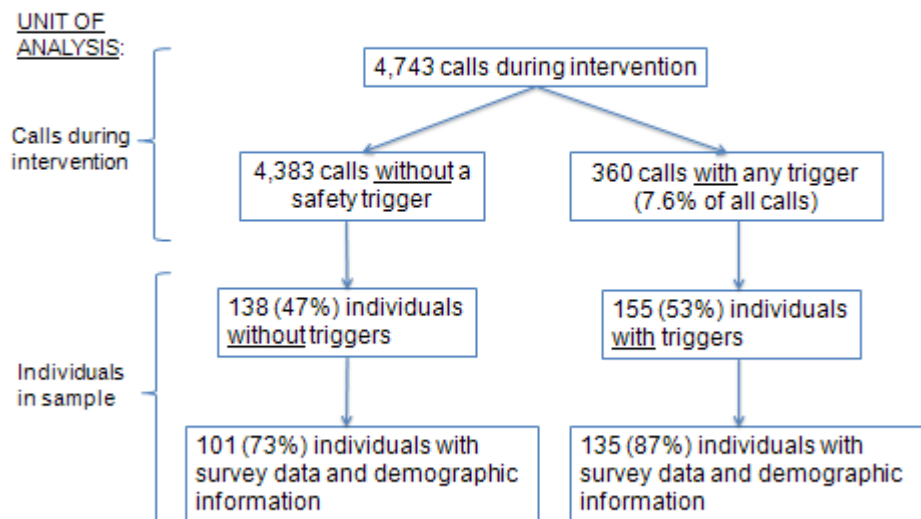 UNIT OF
ANALYSIS:
4,743 calls during intervention
Calls during
intervention
4,383 calls without a
safety trigger
360 calls with any trigger
(7.6% of all calls)
138 (47%) individuals
without triggers
155 (53%) individuals
with triggers
Individuals
in sample
101 (73%) individuals with
survey data and demographic
information
135 (87%) individuals with
survey data and demographic
information